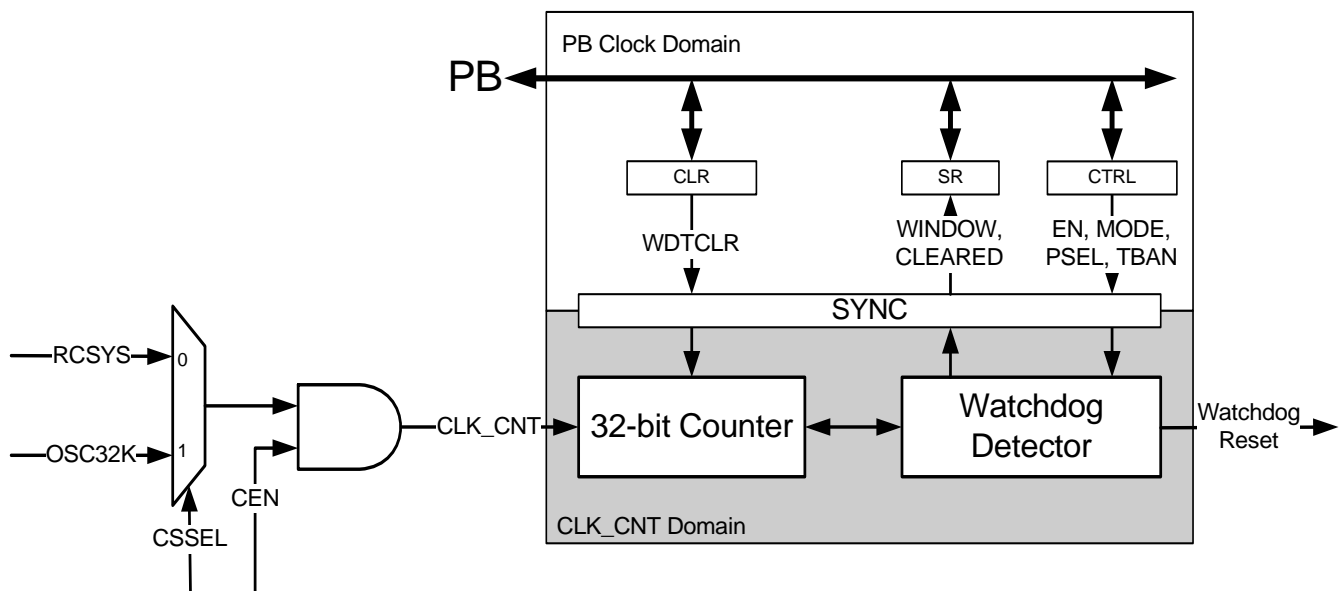 PB Clock Domain
PB
CLR
SR
CTRL
WDTCLR
WINDOW,
CLEARED
EN, MODE,
PSEL, TBAN
SYNC
RCSYS
0
OSC32K
1
CSSEL
CEN
CLK_CNT
32-bit Counter
Watchdog
Detector
Watchdog
Reset
CLK_CNT Domain